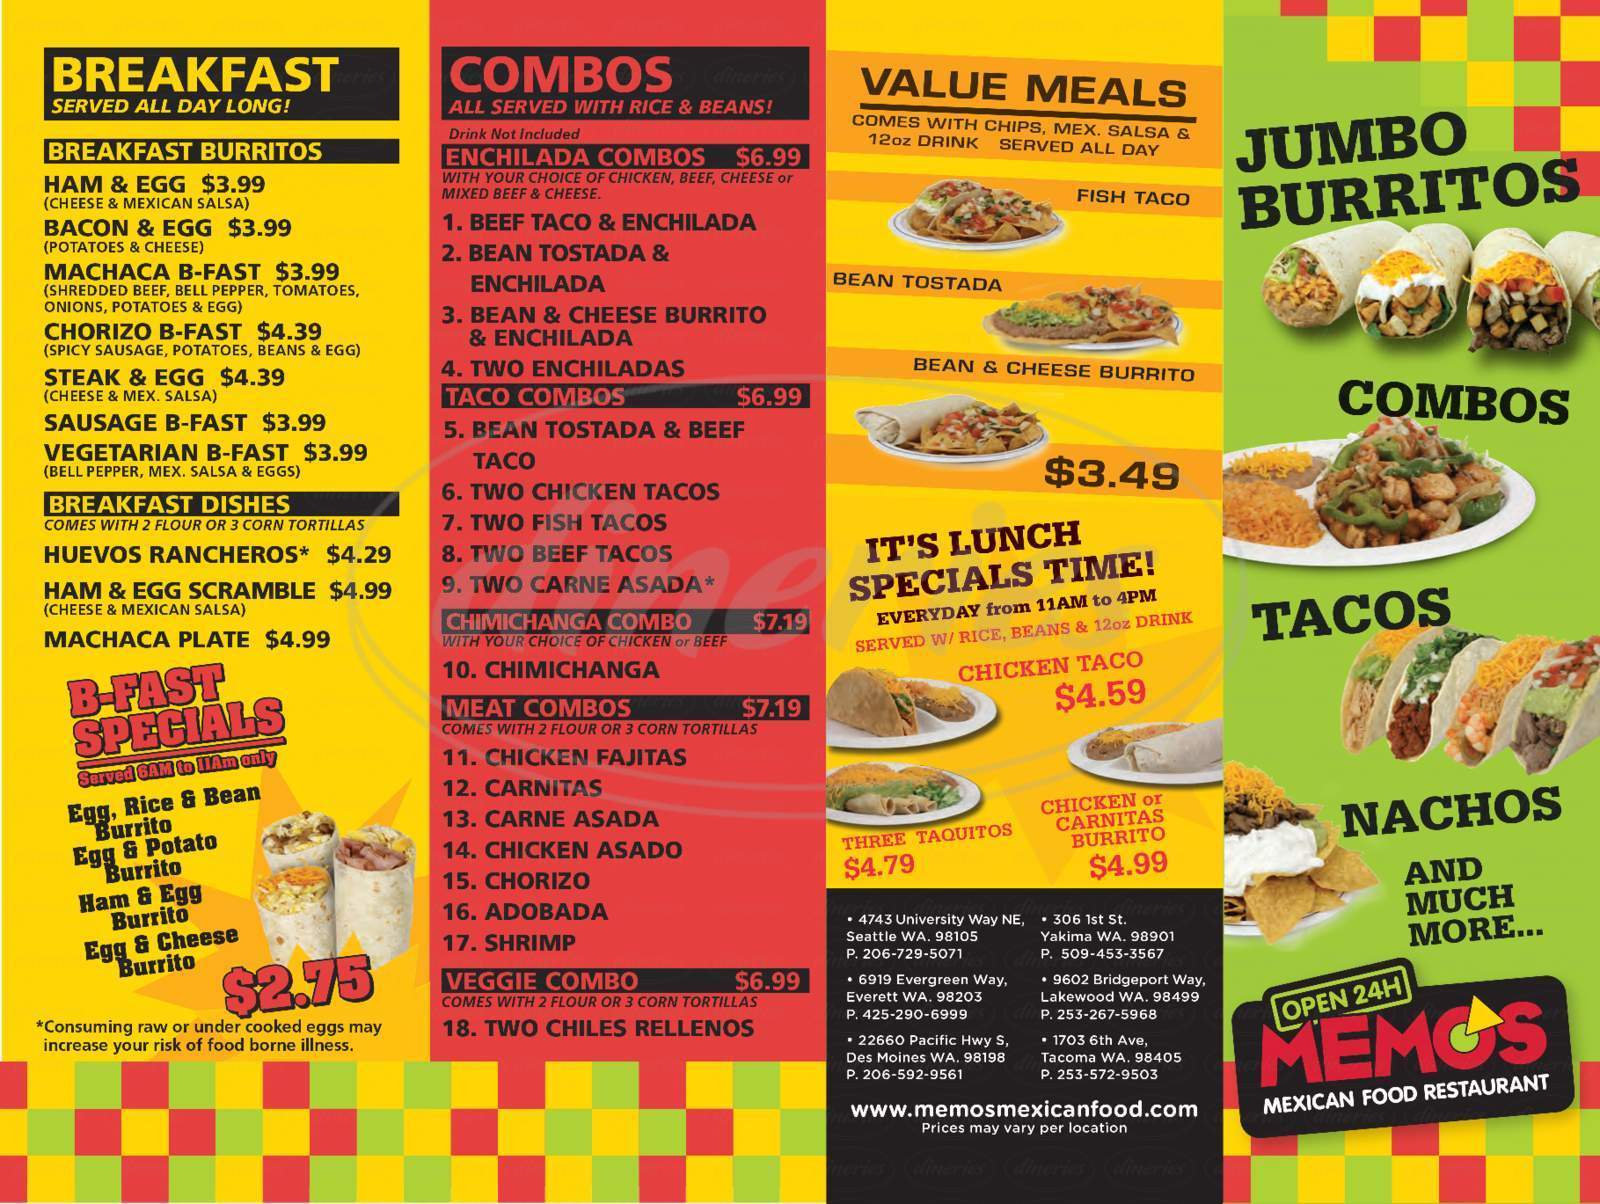 BREAKFAST
SERVED ALL DAY LONG!
BREAKFAST BURRITOS
HAM & EGG $3.99
(CHEESE & MEXICAN SALSA)
BACON & EGG $3.99
(POTATOES & CHEESE)
MACHACA B-FAST $3.99
(SHREDDED BEEF, BELL PEPPER, TOMATOES,
ONIONS, POTATOES & EGG)
CHORIZO B-FAST $4.39
(SPICY SAUSAGE, POTATOES, BEANS & EGG)
STEAK & EGG $4.39
(CHEESE & MEX. SALSA)
SAUSAGE B-FAST $3.99
VEGETARIAN B-FAST $3.99
(BELL PEPPER, MEX. SALSA & EGGS)
BREAKFAST DISHES
COMES WITH 2 FLOUR OR 3 CORN TORTILLAS
HUEVOS RANCHEROS* $4.29
HAM & EGG SCRAMBLE $4.99
(CHEESE & MEXICAN SALSA)
MACHACA PLATE $4.99
B-FAST
SPECIALS
Served 6AM to 11Am only
Egg, Rice & Bean
Burrito
Egg & Potato
Burrito
Ham & Egg
Burrito
Egg & Cheese
Burrito
$2.75
*Consuming raw or under cooked eggs may
increase your risk of food borne illness.
COMBOS
ALL SERVED WITH RICE & BEANS!
Drink Not Included
ENCHILADA COMBOS $6.99
WITH YOUR CHOICE OF CHICKEN, BEEF, CHEESE or
MIXED BEEF & CHEESE.
1. BEEF TACO & ENCHILADA
2. BEAN TOSTADA &
ENCHILADA
3. BEAN & CHEESE BURRITO
& ENCHILADA
4. TWO ENCHILADAS
TACO COMBOS $6.99
5. BEAN TOSTADA & BEEF
TACO
6. TWO CHICKEN TACOS
7. TWO FISH TACOS
8. TWO BEEF TACOS
9. TWO CARNE ASADA*
CHIMICHANGA COMBO $7.19
WITH YOUR CHOICE OF CHICKEN or BEEF
10. CHIMICHANGA
MEAT COMBOS $7.19
COMES WITH 2 FLOUR OR 3 CORN TORTILLAS
11. CHICKEN FAJITAS
12. CARNITAS
13. CARNE ASADA
14. CHICKEN ASADO
15. CHORIZO
16. ADOBADA
17. SHRIMP
VEGGIE COMBO $6.99
COMES WITH 2 FLOUR OR 3 CORN TORTILLAS
18. TWO CHILES RELLENOS
VALUE MEALS
COMES WITH CHIPS, MEX. SALSA &
12oz DRINK SERVED ALL DAY
FISH TACO
BEAN TOSTADA
BEAN & CHEESE BURRITO
$3.49
IT'S LUNCH
SPECIALS TIME!
EVERYDAY from 11AM to 4PM
SERVED W/ RICE, BEANS & 12oz DRINK
CHICKEN TACO
$4.59
THREE TAQUITOS
$4.79
CHICKEN or
CARNITAS
BURRITO
$4.99
• 4743 University Way NE,
Seattle WA. 98105
P. 206-729-5071
• 6919 Evergreen Way,
Everett WA. 98203
P. 425-290-6999
• 22660 Pacific Hwy S,
Des Moines WA. 98198
P. 206-592-9561
• 306 1st St.
Yakima WA. 98901
P. 509-453-3567
• 9602 Bridgeport Way,
Lakewood WA. 98499
P. 253-267-5968
• 1703 6th Ave,
Tacoma WA. 98405
P. 253-572-9503
www.memosmexicanfood.com
Prices may vary per location
JUMBO
BURRITOS
COMBOS
TACOS
NACHOS
AND
MUCH
MORE...
OPEN 24H
MEMO'S
MEXICAN FOOD RESTAURANT
dineries